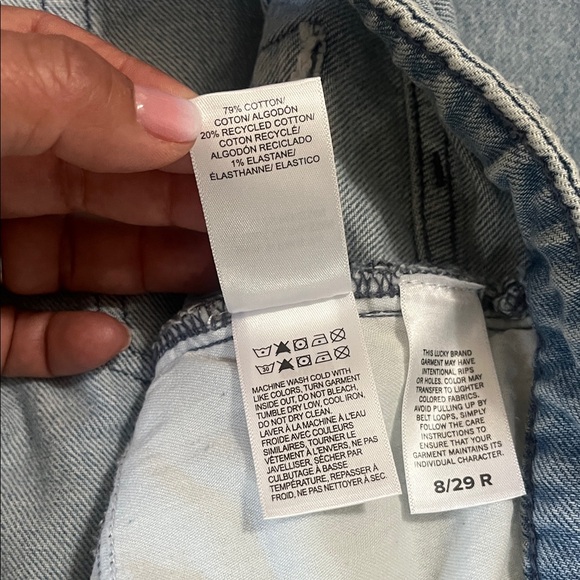 79% COTTON/
COTON/ ALGODÓN
20% RECYCLED COTTON/
COTON RECYCLÉ/
ALGODÓN RECICLADO
1% ELASTANE/
ÉLASTHANNE/ ELASTICO
MACHINE WASH COLD WITH
LIKE COLORS, TURN GARMENT
INSIDE OUT, DO NOT BLEACH,
TUMBLE DRY LOW, COOL IRON,
DO NOT DRY CLEAN.
LAVER À LA MACHINE À L'EAU
FROIDE AVEC COULEURS
SIMILAIRES, TOURNER LE
VÊTEMENT À L'ENVERS, NE PAS
JAVELLISER, SÉCHER PAR
CULBUTAGE À BASSE
TEMPÉRATURE, REPASSER À
FROID, NE PAS NETTOYER À SEC.
THIS LUCKY BRAND
GARMENT MAY HAVE
INTENTIONAL RIPS
OR HOLES. COLOR MAY
TRANSFER TO LIGHTER
COLORED FABRICS.
AVOID PULLING UP BY
BELT LOOPS, SIMPLY
FOLLOW THE CARE
INSTRUCTIONS TO
ENSURE THAT YOUR
GARMENT MAINTAINS ITS
INDIVIDUAL CHARACTER.
8/29 R